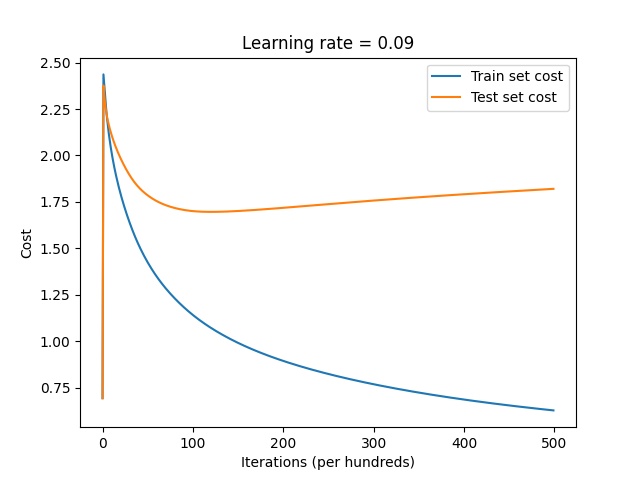 Learning rate = 0.09
Train set cost
Test set cost
2.50
2.25
2.00
1.75
1.50
1.25
1.00
0.75
Cost
0 100 200 300 400 500
Iterations (per hundreds)